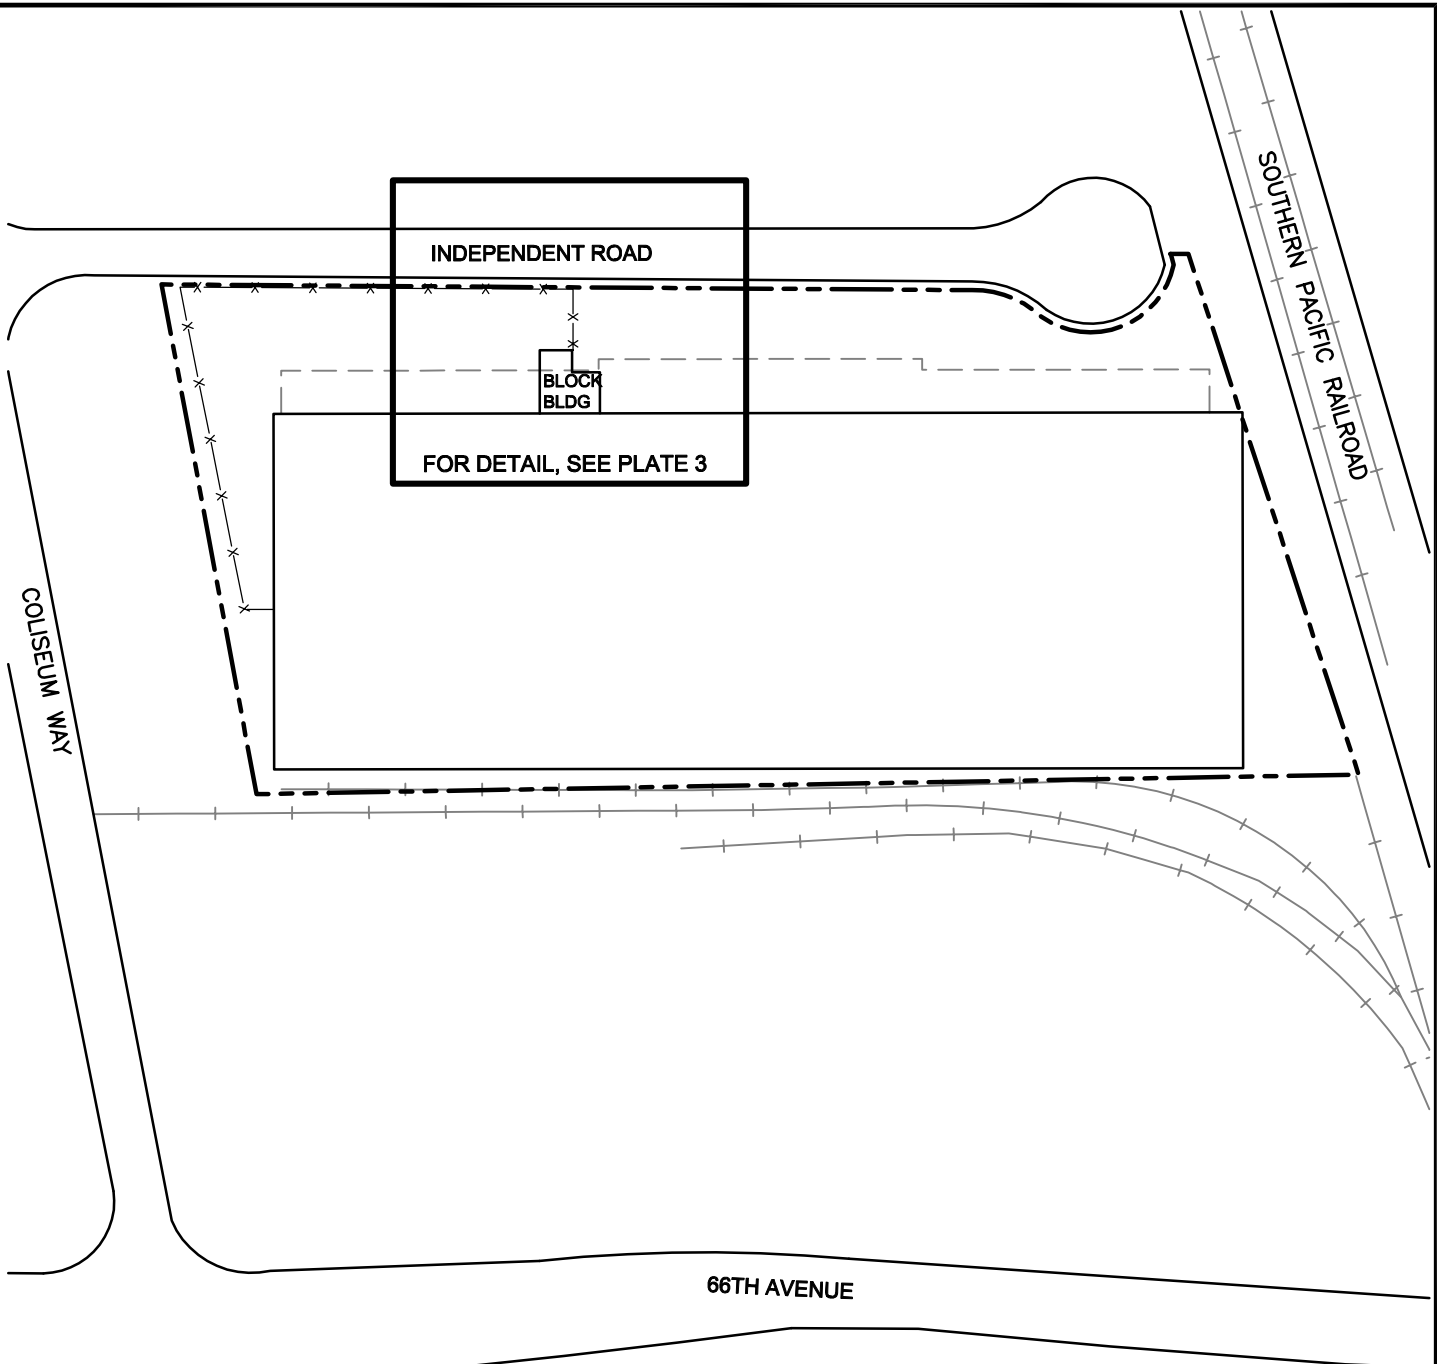 SOUTHERN PACIFIC RAILROAD
INDEPENDENT ROAD
BLOCK
BLDG
FOR DETAIL, SEE PLATE 3
COLISEUM WAY
66TH AVENUE